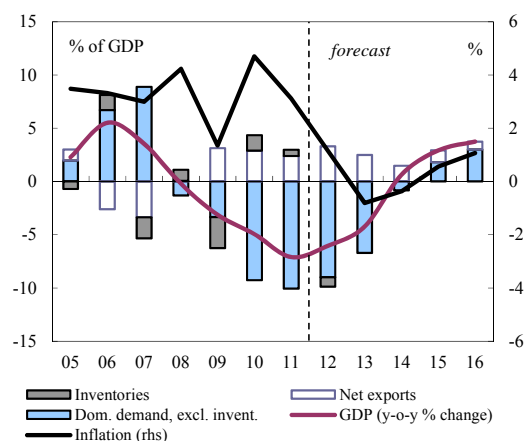 15 6
% of GDP forecast %
10 4
5 2
0 0
-5 -2
-10 -4
-15 -6
05 06 07 08 09 10 11 12 13 14 15 16
Inventories Net exports
Dom. demand, excl. invent. GDP (y-o-y % change)
Inflation (rhs)